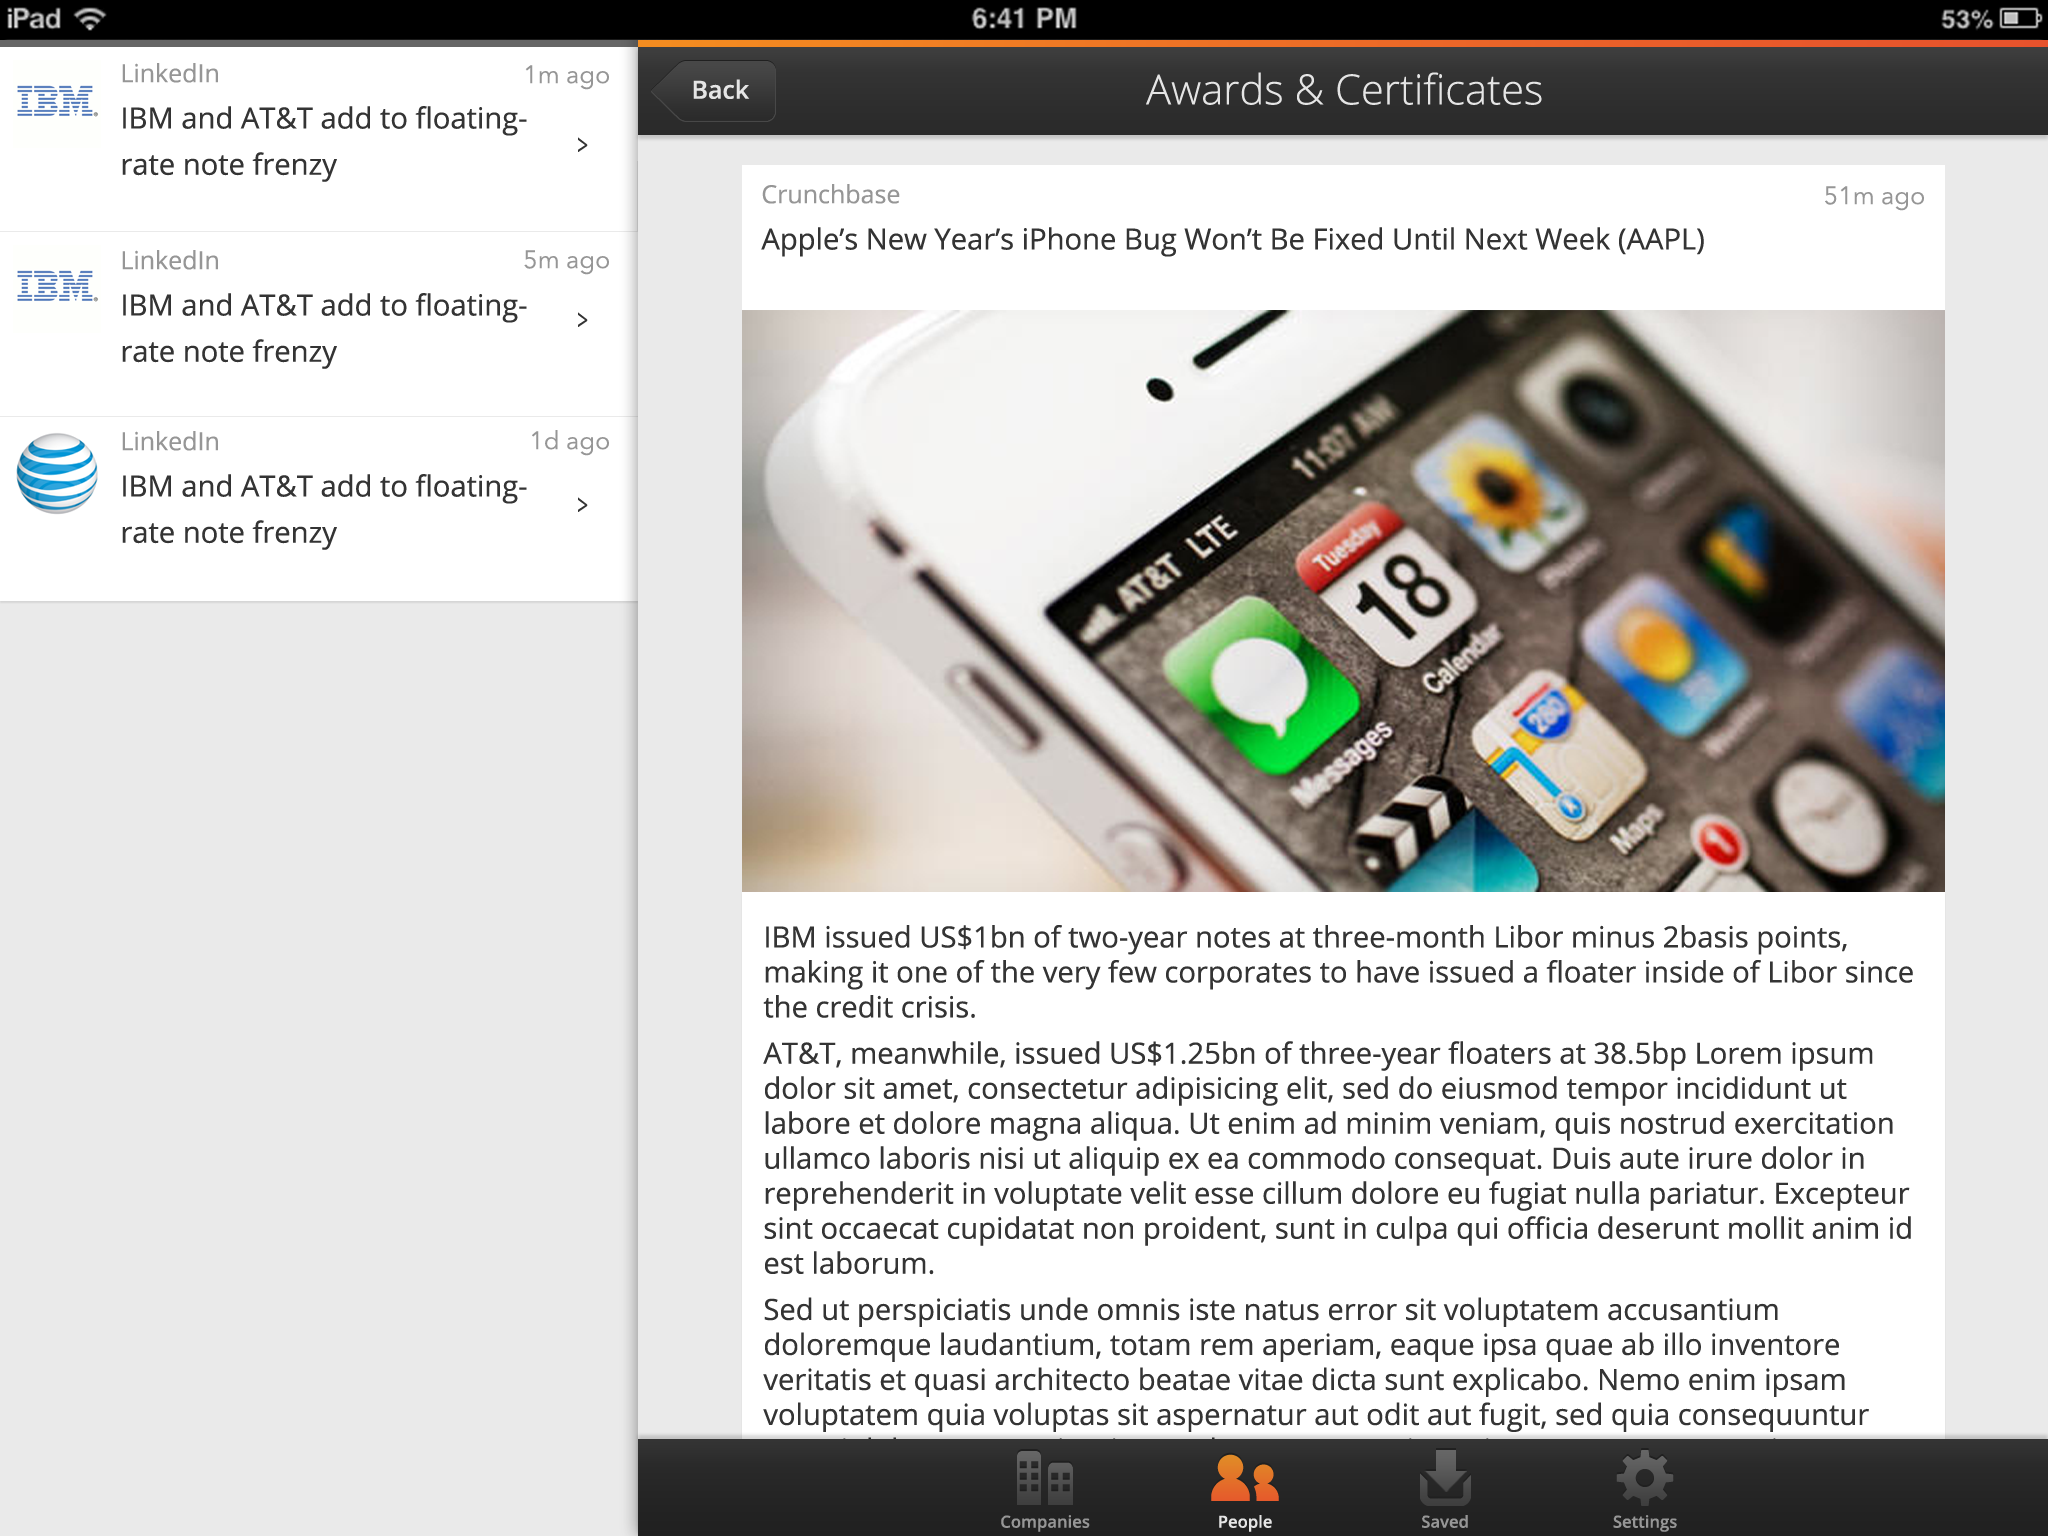 iPad
6:41 PM
53%
IBM
LinkedIn
1m ago
IBM and AT&T add to floating-
rate note frenzy
IBM
LinkedIn
5m ago
IBM and AT&T add to floating-
rate note frenzy
LinkedIn
1d ago
IBM and AT&T add to floating-
rate note frenzy
Back
Awards & Certificates
Crunchbase
51m ago
Apple’s New Year’s iPhone Bug Won’t Be Fixed Until Next Week (AAPL)
AT&T LTE
11:07 AM
Tuesday
18
Messages
Calendar
Photos
280
Maps
1
IBM issued US$1bn of two-year notes at three-month Libor minus 2basis points,
making it one of the very few corporates to have issued a floater inside of Libor since
the credit crisis.
AT&T, meanwhile, issued US$1.25bn of three-year floaters at 38.5bp Lorem ipsum
dolor sit amet, consectetur adipisicing elit, sed do eiusmod tempor incididunt ut
labore et dolore magna aliqua. Ut enim ad minim veniam, quis nostrud exercitation
ullamco laboris nisi ut aliquip ex ea commodo consequat. Duis aute irure dolor in
reprehenderit in voluptate velit esse cillum dolore eu fugiat nulla pariatur. Excepteur
sint occaecat cupidatat non proident, sunt in culpa qui officia deserunt mollit anim id
est laborum.
Sed ut perspiciatis unde omnis iste natus error sit voluptatem accusantium
doloremque laudantium, totam rem aperiam, eaque ipsa quae ab illo inventore
veritatis et quasi architecto beatae vitae dicta sunt explicabo. Nemo enim ipsam
voluptatem quia voluptas sit aspernatur aut odit aut fugit, sed quia consequuntur
Companies
People
Saved
Settings